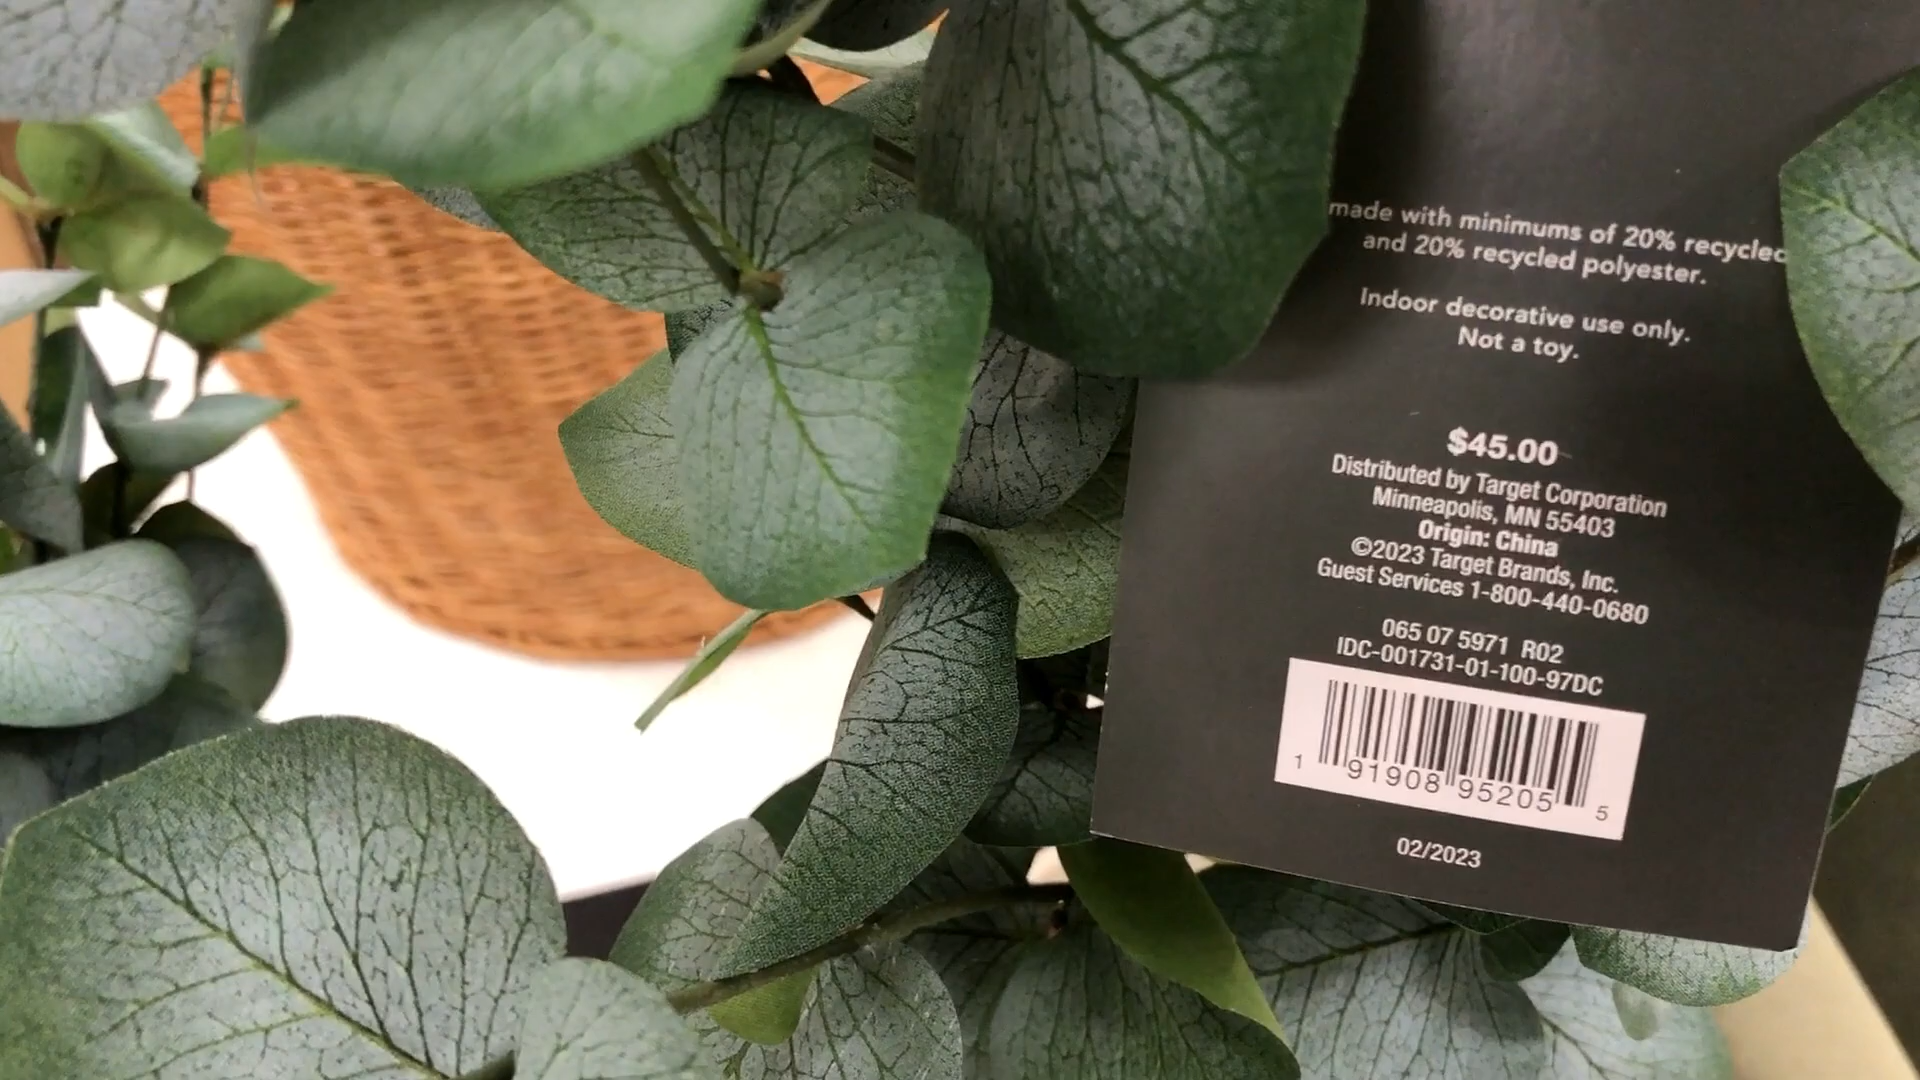 made with minimums of 20% recycled
and 20% recycled polyester.
Indoor decorative use only.
Not a toy.
$45.00
Distributed by Target Corporation
Minneapolis, MN 55403
Origin: China
©2023 Target Brands, Inc.
Guest Services 1-800-440-0680
065 07 5971 R02
IDC-001731-01-100-97DC
1 91908 95205 5
02/2023